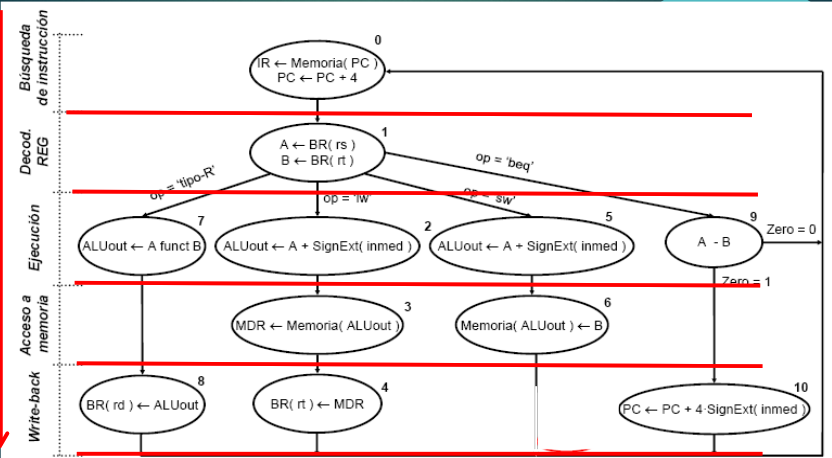 Búsqueda
de instrucción
0
IR ← Memoria( PC )
PC ← PC + 4
Decod.
REG
1
A ← BR( rs )
B ← BR( rt )
op = 'tipo-R'
op = 'lw'
op = 'sw'
op = 'beq'
Ejecución
7
ALUout ← A funct B
2
ALUout ← A + SignExt( inmed )
5
ALUout ← A + SignExt( inmed )
9
A - B
Zero = 0
Zero = 1
Acceso a
memoria
3
MDR ← Memoria( ALUout )
6
Memoria( ALUout ) ← B
Write-back
8
BR( rd ) ← ALUout
4
BR( rt ) ← MDR
10
PC ← PC + 4·SignExt( inmed )